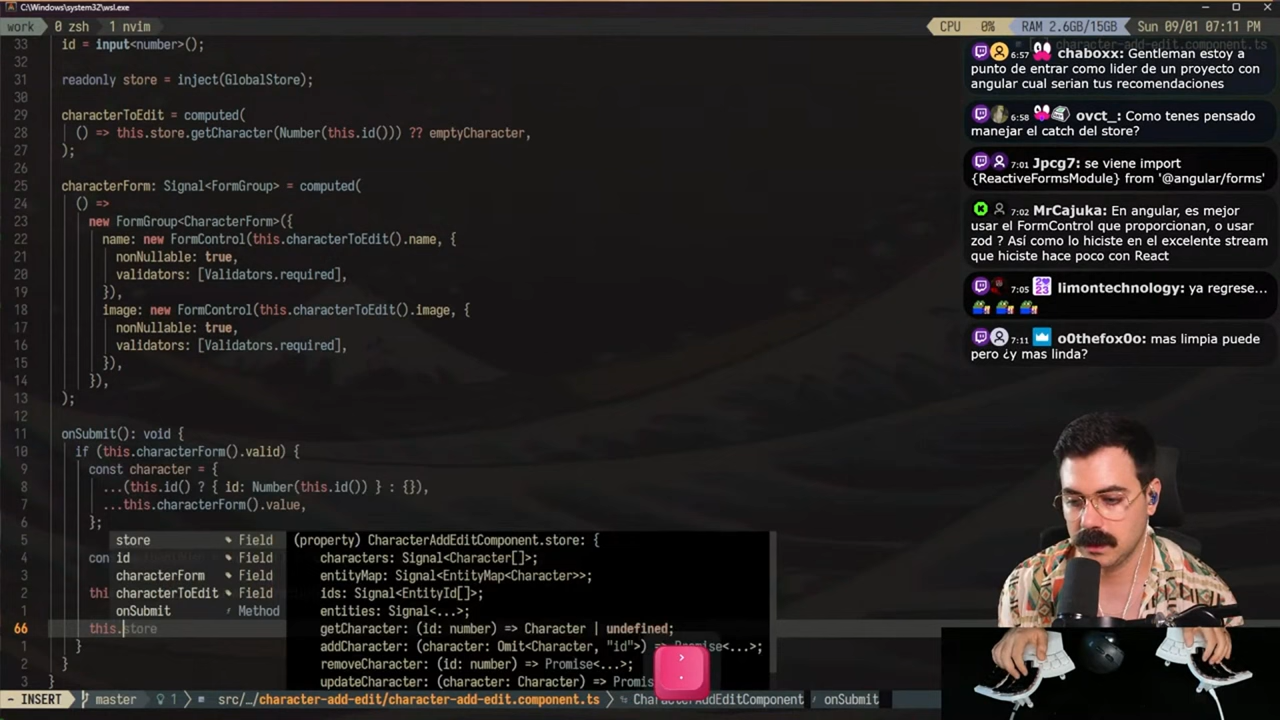 C:\Windows\system32\wsl.exe
work 0 zsh 1 nvim
CPU 0% RAM 2.6GB/15GB Sun 09/01 07:11 PM
33 id = input<number>();
32
31 readonly store = inject(GlobalStore);
30
29 characterToEdit = computed(
28 () => this.store.getCharacter(Number(this.id())) ?? emptyCharacter,
27 );
26
25 characterForm: Signal<FormGroup> = computed(
24 () =>
23 new FormGroup<CharacterForm>({
22 name: new FormControl(this.characterToEdit().name, {
21 nonNullable: true,
20 validators: [Validators.required],
19 }),
18 image: new FormControl(this.characterToEdit().image, {
17 nonNullable: true,
16 validators: [Validators.required],
15 }),
14 }),
13 );
12
11 onSubmit(): void {
10 if (this.characterForm().valid) {
9 const character = {
8 ...(this.id() ? { id: Number(this.id()) } : {}),
7 ...this.characterForm().value,
6 };
5 store Field (property) CharacterAddEditComponent.store: {
4 con id Field characters: Signal<Character[]>;
3 characterForm Field entityMap: Signal<EntityMap<Character>>;
2 thi characterToEdit Field ids: Signal<EntityId[]>;
1 onSubmit Method entities: Signal<...>;
66 this.store getCharacter: (id: number) => Character | undefined;
1 } addCharacter: (character: Omit<Character, "id">) => Promise<...>;
2 } removeCharacter: (id: number) => Promise<...>;
3 } updateCharacter: (character: Character) => Promis
> .
~ INSERT master 1 src/…/character-add-edit/character-add-edit.component.ts CharacterAddEditComponent onSubmit
character-add-edit.component.ts
6:57 chaboxx: Gentleman estoy a
punto de entrar como lider de un proyecto con
angular cual serian tus recomendaciones
6:58 ovct_: Como tenes pensado
manejar el catch del store?
7:01 Jpcg7: se viene import
{ReactiveFormsModule} from '@angular/forms'
7:02 MrCajuka: En angular, es mejor
usar el FormControl que proporcionan, o usar
zod ? Así como lo hiciste en el excelente stream
que hiciste hace poco con React
7:05 limontechnology: ya regrese...
7:11 o0thefox0o: mas limpia puede
pero ¿y mas linda?